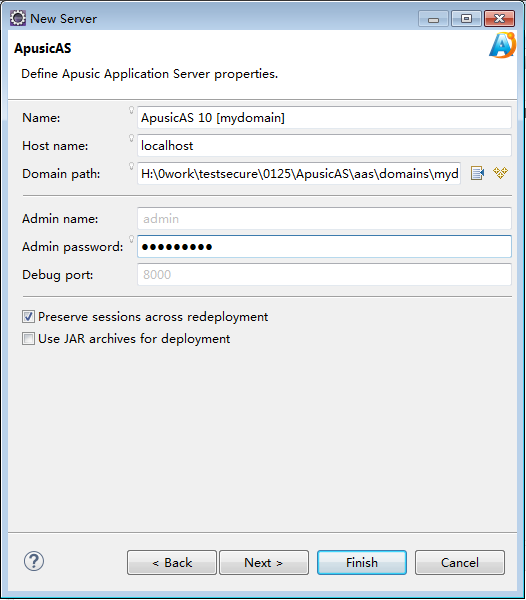 New Server
ApusicAS
Define Apusic Application Server properties.
Name: ApusicAS 10 [mydomain]
Host name: localhost
Domain path: H:\0work\testsecure\0125\ApusicAS\aas\domains\myd
Admin name: admin
Admin password: ●●●●●●●●●
Debug port: 8000
Preserve sessions across redeployment
Use JAR archives for deployment
? < Back Next > Finish Cancel